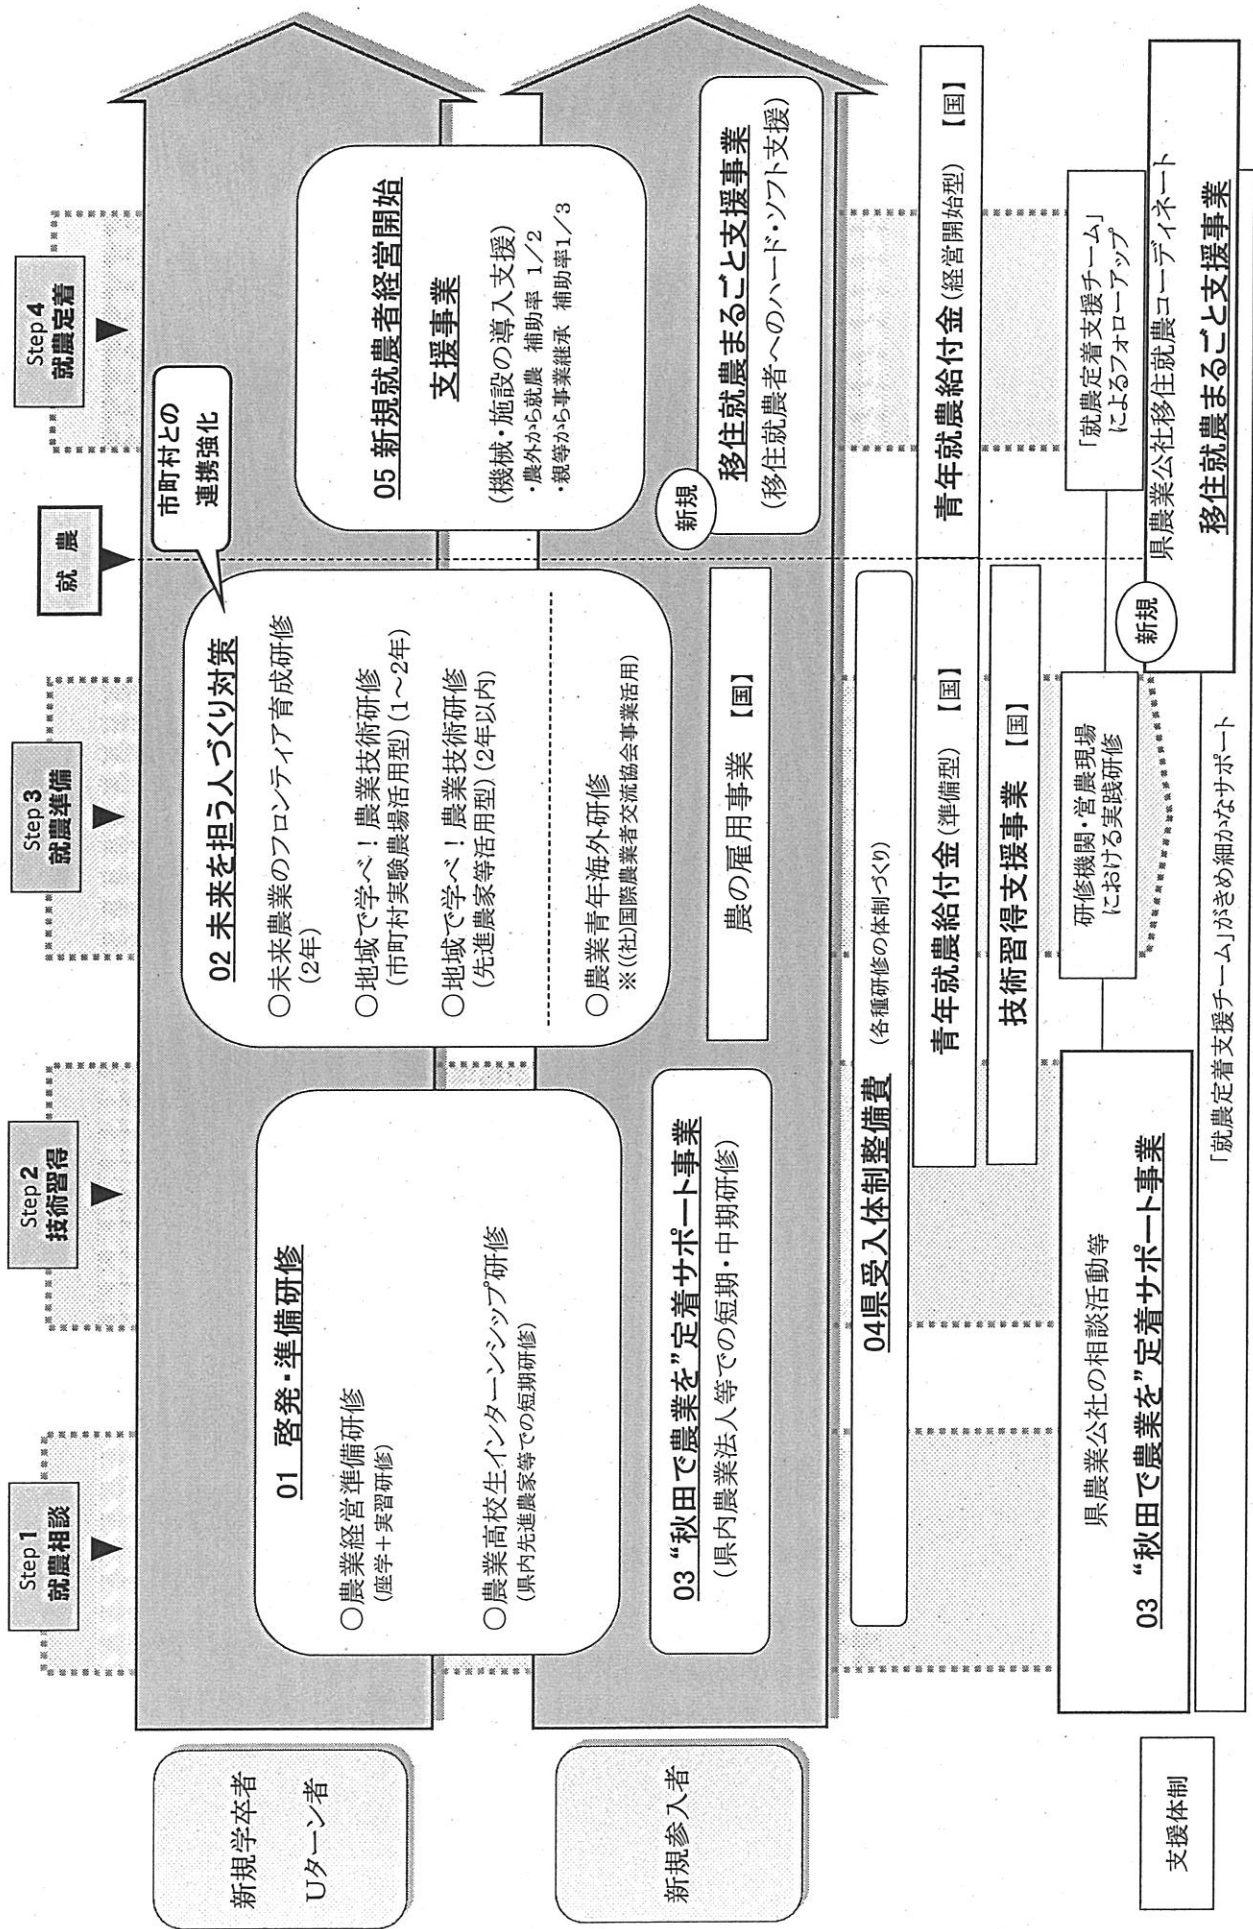 Step 1
就農相談
Step 2
技術習得
Step 3
就農準備
就　農
Step 4
就農定着
新規学卒者
Uターン者
新規参入者
01 啓発・準備研修
○農業経営準備研修
(座学＋実習研修)
○農業高校生インターンシップ研修
(県内先進農家等での短期研修)
02 未来を担う人づくり対策
○未来農業のフロンティア育成研修
(2年)
○地域で学べ！農業技術研修
(市町村実験農場活用型)(1～2年)
○地域で学べ！農業技術研修
(先進農家等活用型)(2年以内)
○農業青年海外研修
※((社)国際農業者交流協会事業活用)
市町村との
連携強化
05 新規就農者経営開始
支援事業
(機械・施設の導入支援)
・農外から就農 補助率 1／2
・親等から事業継承 補助率1／3
03 “秋田で農業を”定着サポート事業
(県内農業法人等での短期・中期研修)
農の雇用事業 【国】
新規
移住就農まるごと支援事業
(移住就農者へのハード・ソフト支援)
04県受入体制整備費 (各種研修の体制づくり)
青年就農給付金(準備型) 【国】
青年就農給付金(経営開始型) 【国】
技術習得支援事業 【国】
支援体制
県農業公社の相談活動等
03 “秋田で農業を”定着サポート事業
研修機関・営農現場
における実践研修
「就農定着支援チーム」
によるフォローアップ
新規
県農業公社移住就農コーディネート
移住就農まるごと支援事業
「就農定着支援チーム」がきめ細かなサポート